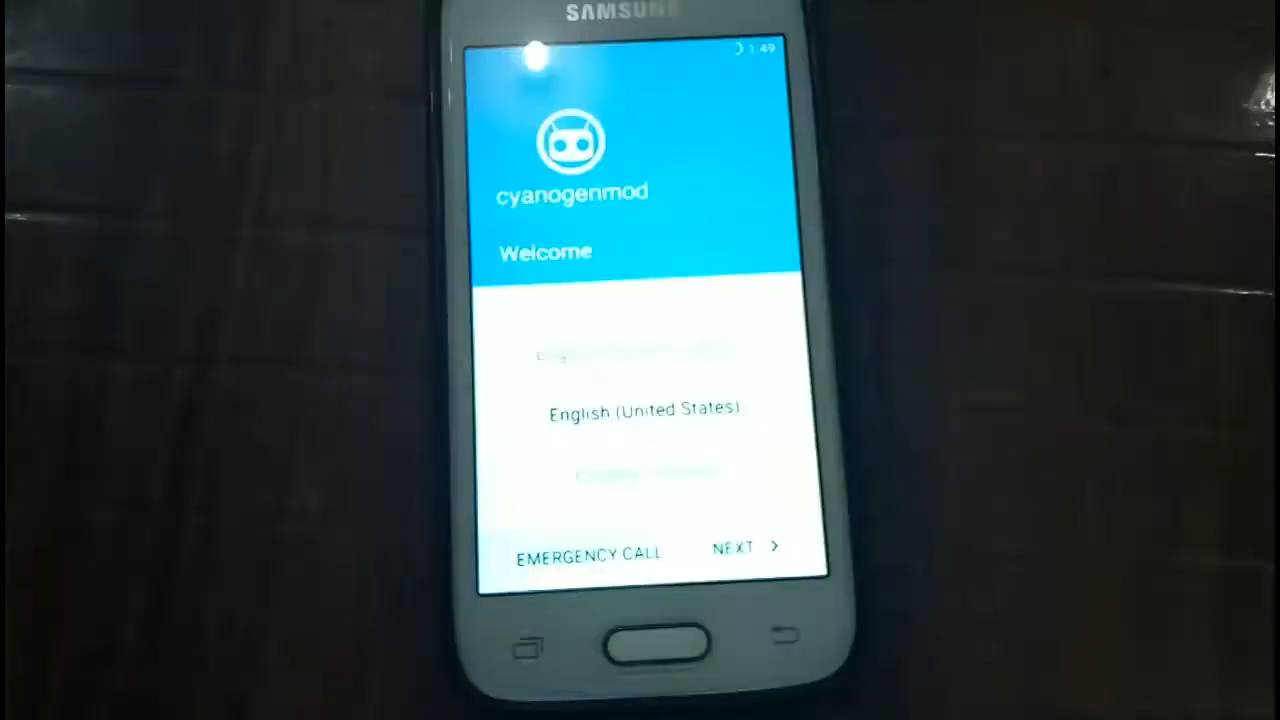 SAMSUNG
1:49
cyanogenmod
Welcome
English (United States)
EMERGENCY CALL NEXT >